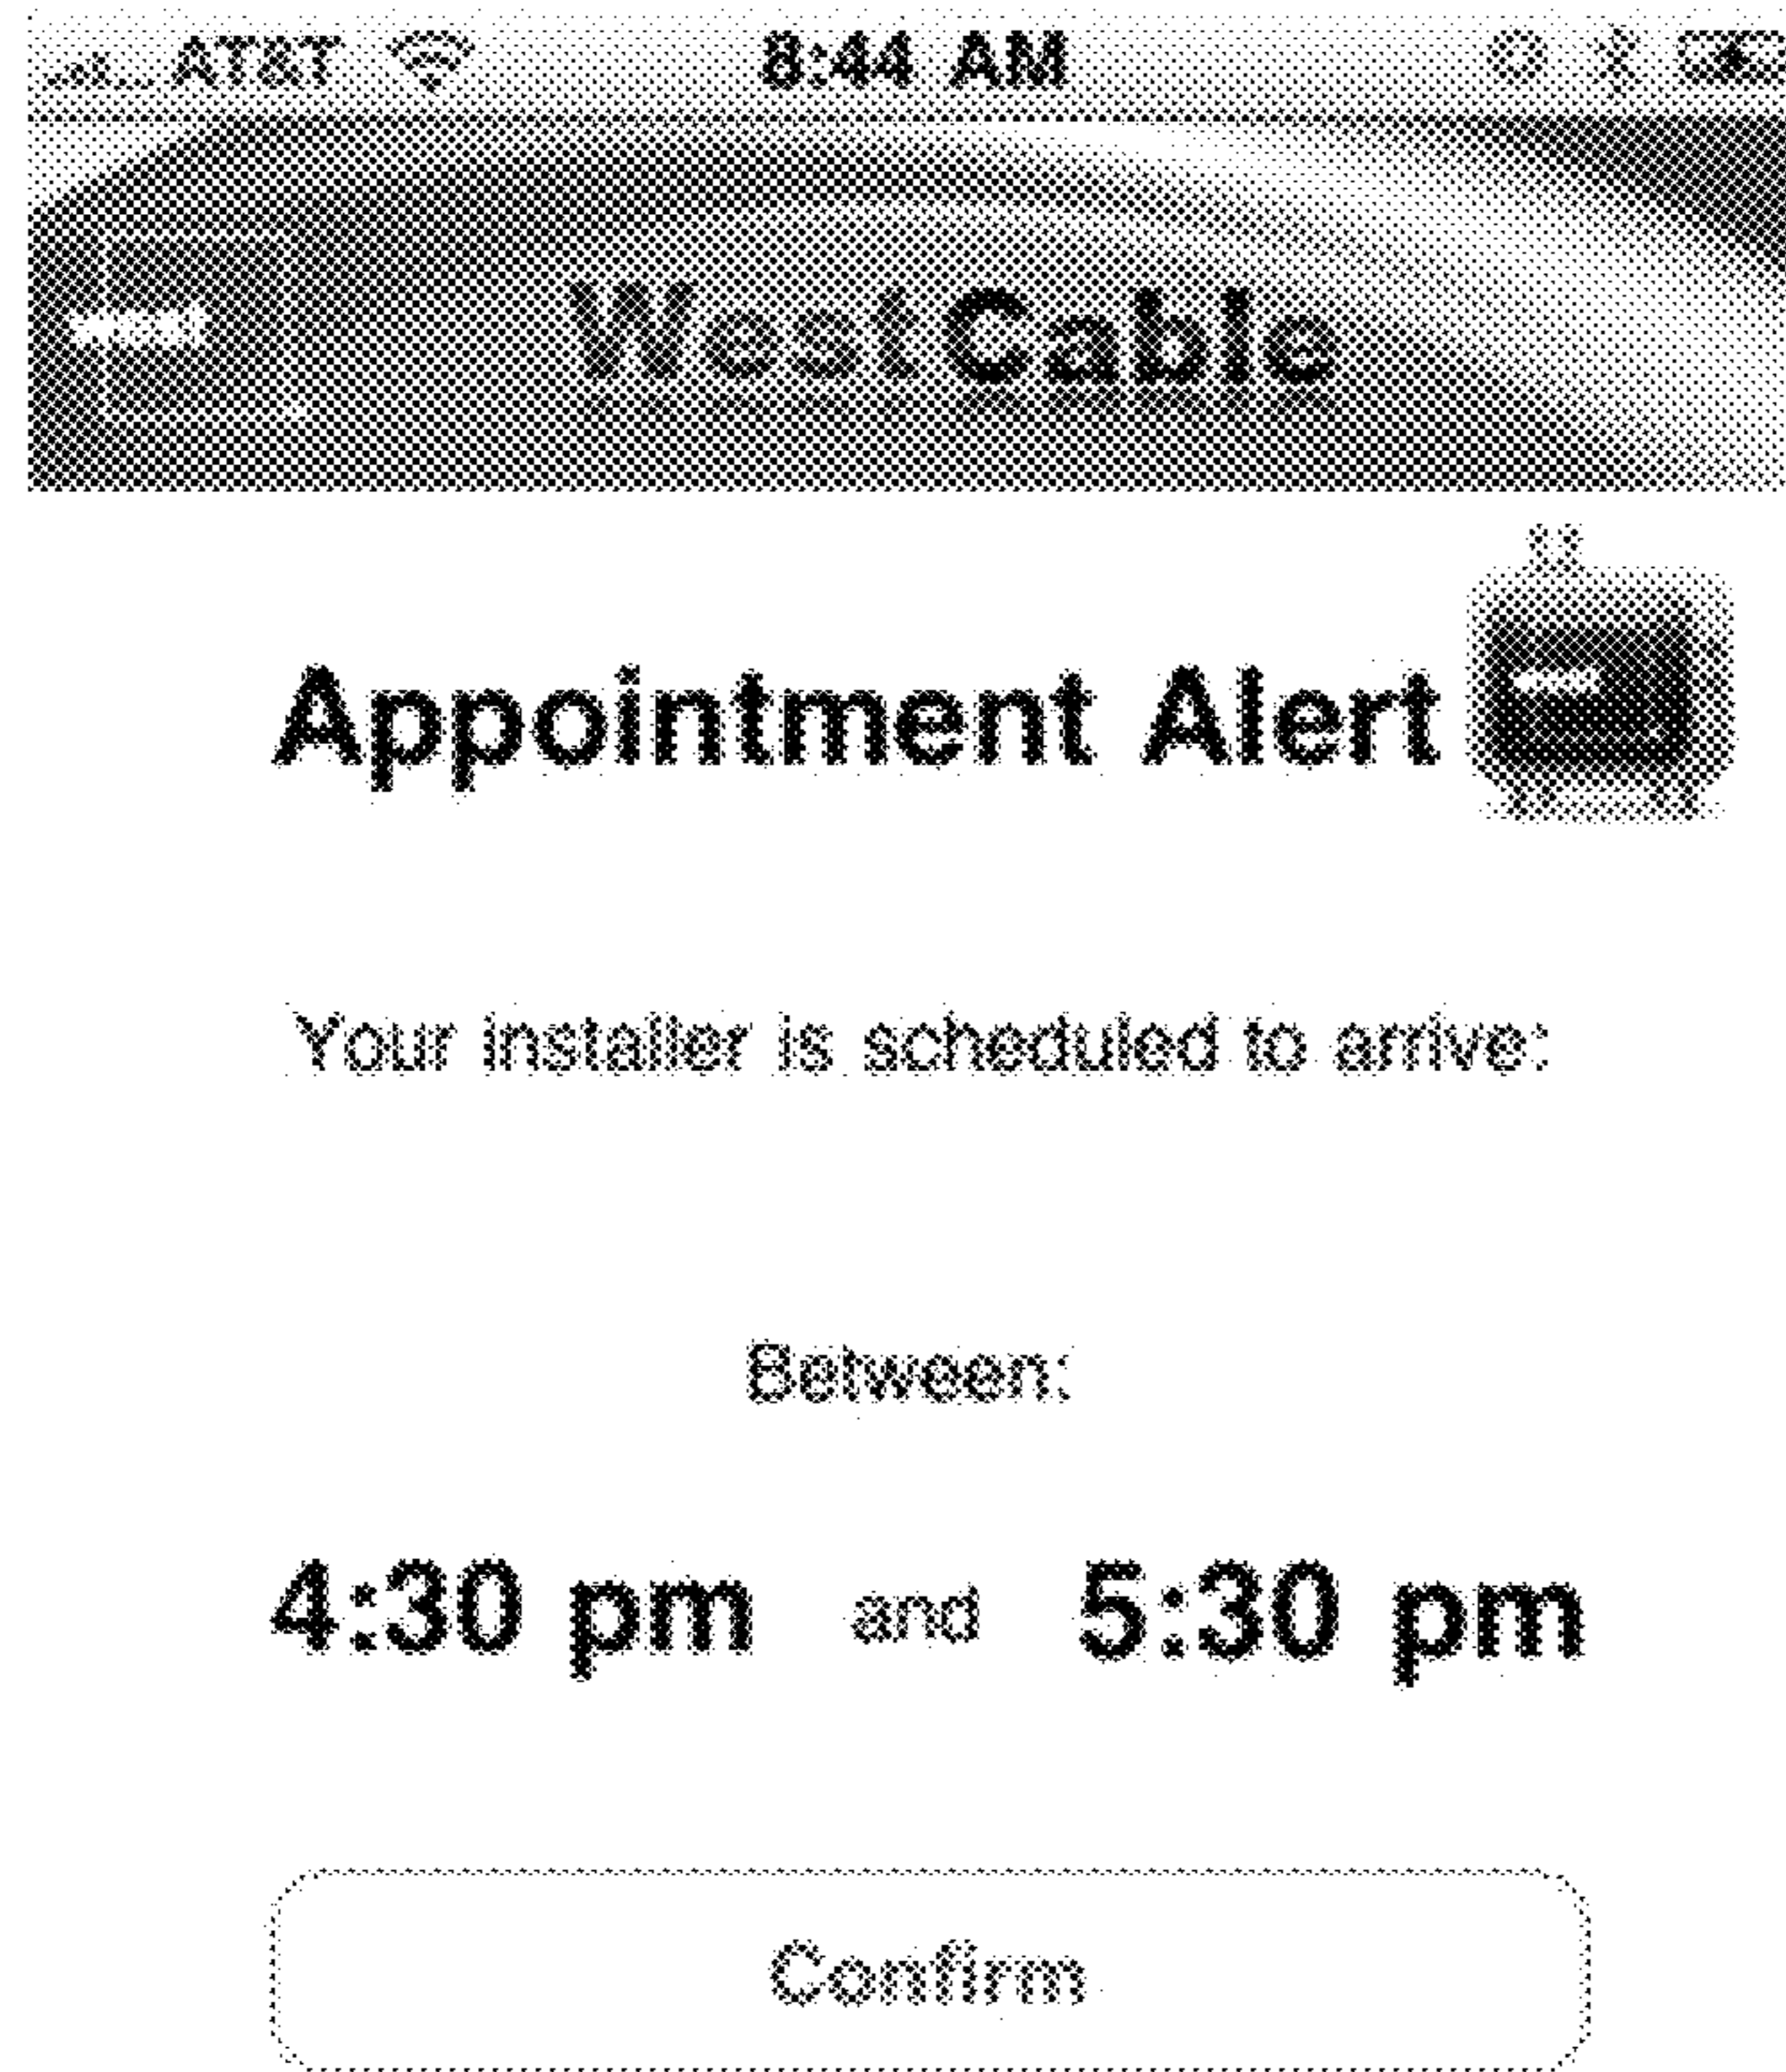 AT&T 8:44 AM
WestCable
Appointment Alert
Your installer is scheduled to arrive:
Between:
4:30 pm and 5:30 pm
Confirm